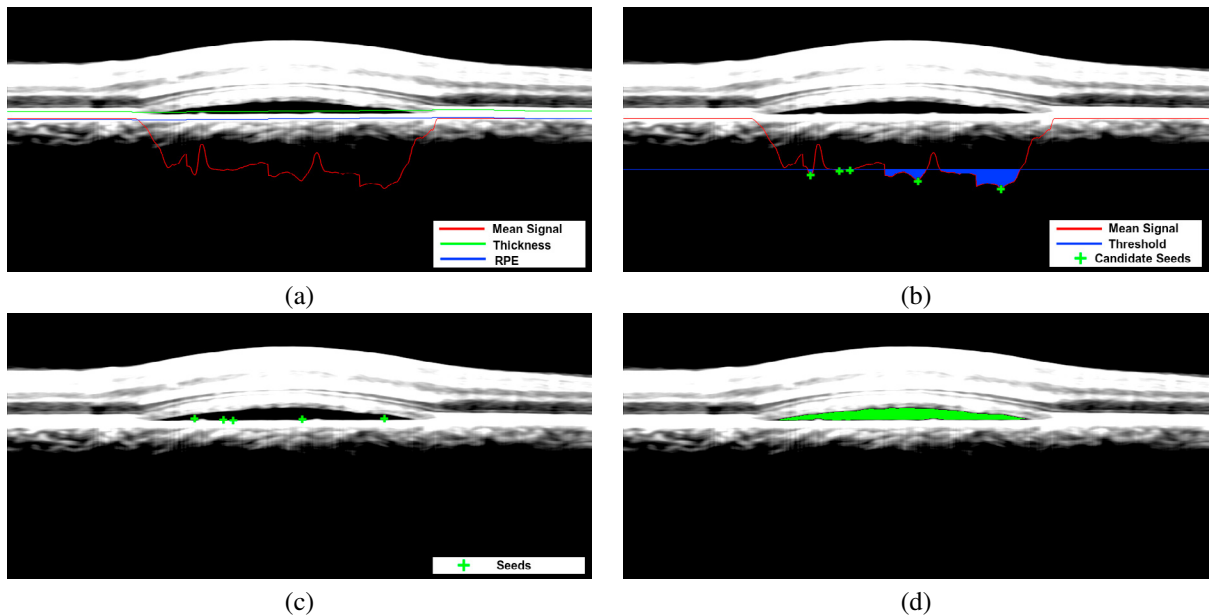 Mean Signal
Thickness
RPE
(a)
Mean Signal
Threshold
Candidate Seeds
(b)
Seeds
(c)
(d)